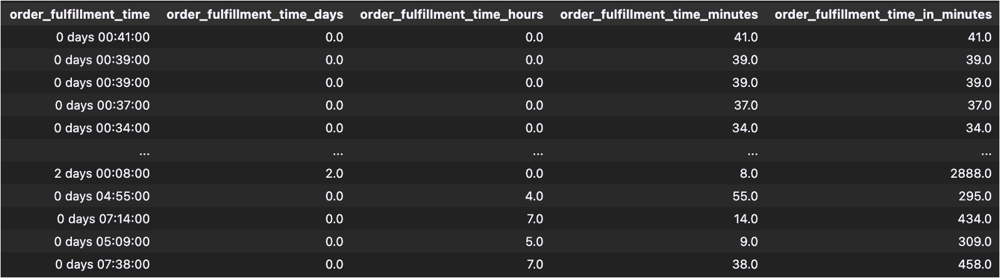 order_fulfillment_time order_fulfillment_time_days order_fulfillment_time_hours order_fulfillment_time_minutes order_fulfillment_time_in_minutes
0 days 00:41:00 0.0 0.0 41.0 41.0
0 days 00:39:00 0.0 0.0 39.0 39.0
0 days 00:39:00 0.0 0.0 39.0 39.0
0 days 00:37:00 0.0 0.0 37.0 37.0
0 days 00:34:00 0.0 0.0 34.0 34.0
... ... ... ... ...
2 days 00:08:00 2.0 0.0 8.0 2888.0
0 days 04:55:00 0.0 4.0 55.0 295.0
0 days 07:14:00 0.0 7.0 14.0 434.0
0 days 05:09:00 0.0 5.0 9.0 309.0
0 days 07:38:00 0.0 7.0 38.0 458.0